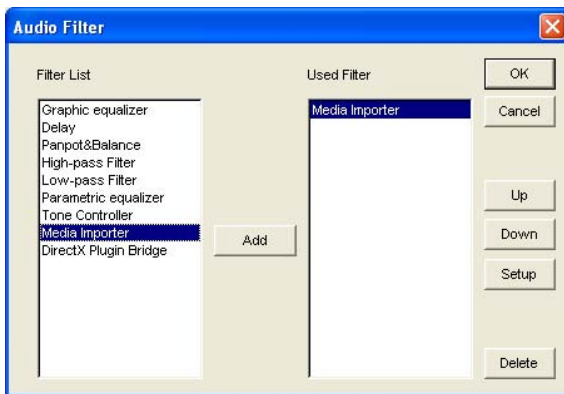 Audio Filter
Filter List
Used Filter
OK
Graphic equalizer
Media Importer
Cancel
Delay
Panpot&Balance
High-pass Filter
Low-pass Filter
Parametric equalizer
Up
Tone Controller
Media Importer
Add
Down
DirectX Plugin Bridge
Setup
Delete